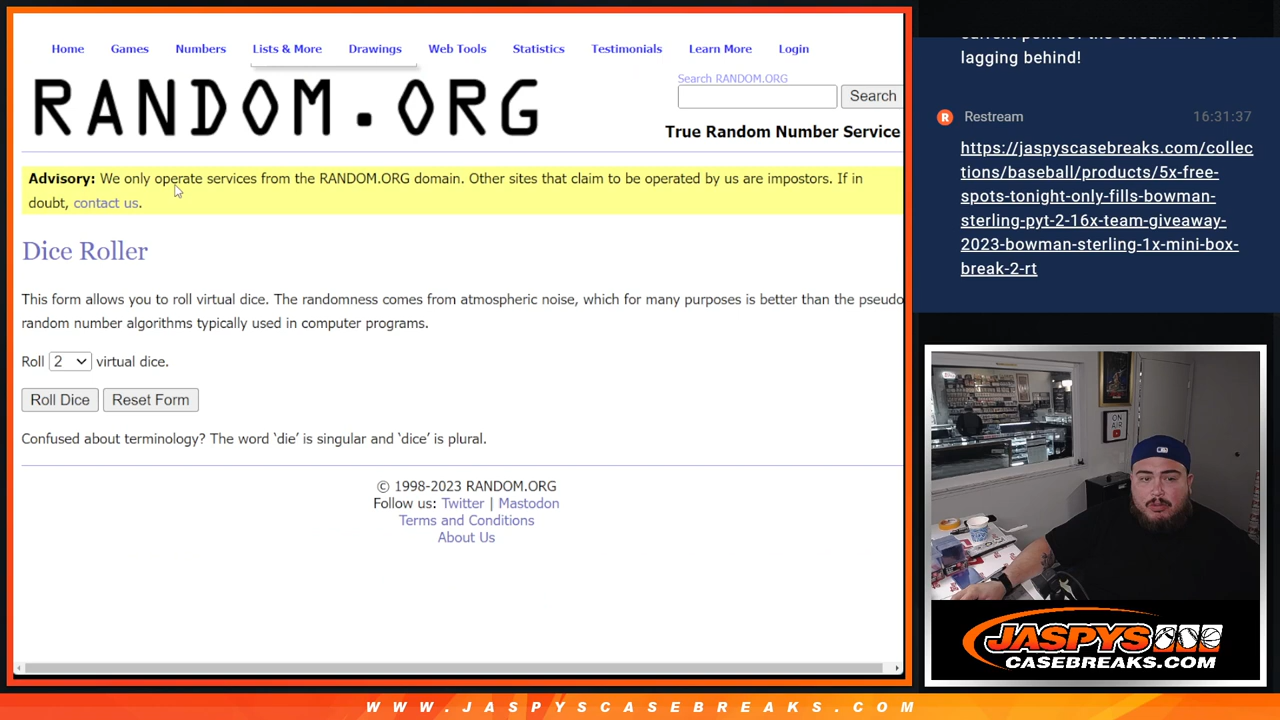 Home Games Numbers Lists & More Drawings Web Tools Statistics Testimonials Learn More Login
RANDOM.ORG
Search RANDOM.ORG
Search
True Random Number Service
Advisory: We only operate services from the RANDOM.ORG domain. Other sites that claim to be operated by us are impostors. If in
doubt, contact us.
Dice Roller
This form allows you to roll virtual dice. The randomness comes from atmospheric noise, which for many purposes is better than the pseudo
random number algorithms typically used in computer programs.
Roll 2 virtual dice.
Roll Dice Reset Form
Confused about terminology? The word ‘die’ is singular and ‘dice’ is plural.
© 1998-2023 RANDOM.ORG
Follow us: Twitter | Mastodon
Terms and Conditions
About Us
lagging behind!
R Restream 16:31:37
https://jaspyscasebreaks.com/collec
tions/baseball/products/5x-free-
spots-tonight-only-fills-bowman-
sterling-pyt-2-16x-team-giveaway-
2023-bowman-sterling-1x-mini-box-
break-2-rt
ON
AIR
JASPYS
CASEBREAKS.COM
WWW.JASPYSCASEBREAKS.COM